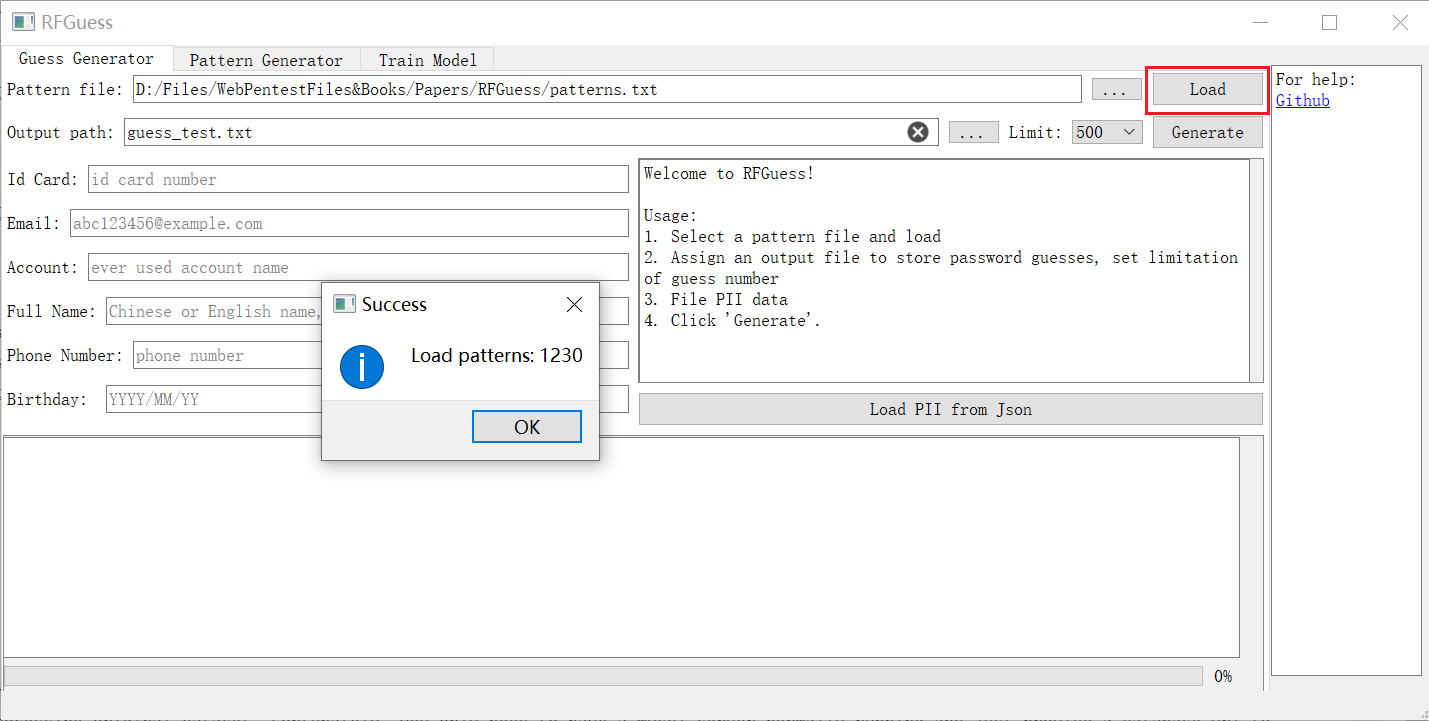 RFGuess
Guess Generator Pattern Generator Train Model
Pattern file: D:/Files/WebPentestFiles&Books/Papers/RFGuess/patterns.txt ... Load
For help:
Github
Output path: guess_test.txt ... Limit: 500 Generate
Id Card: id card number
Email: abc123456@example.com
Account: ever used account name
Full Name: Chinese or English name,
Phone Number: phone number
Birthday: YYYY/MM/YY
Welcome to RFGuess!
Usage:
1. Select a pattern file and load
2. Assign an output file to store password guesses, set limitation
of guess number
3. File PII data
4. Click 'Generate'.
Load PII from Json
Success
Load patterns: 1230
OK
0%